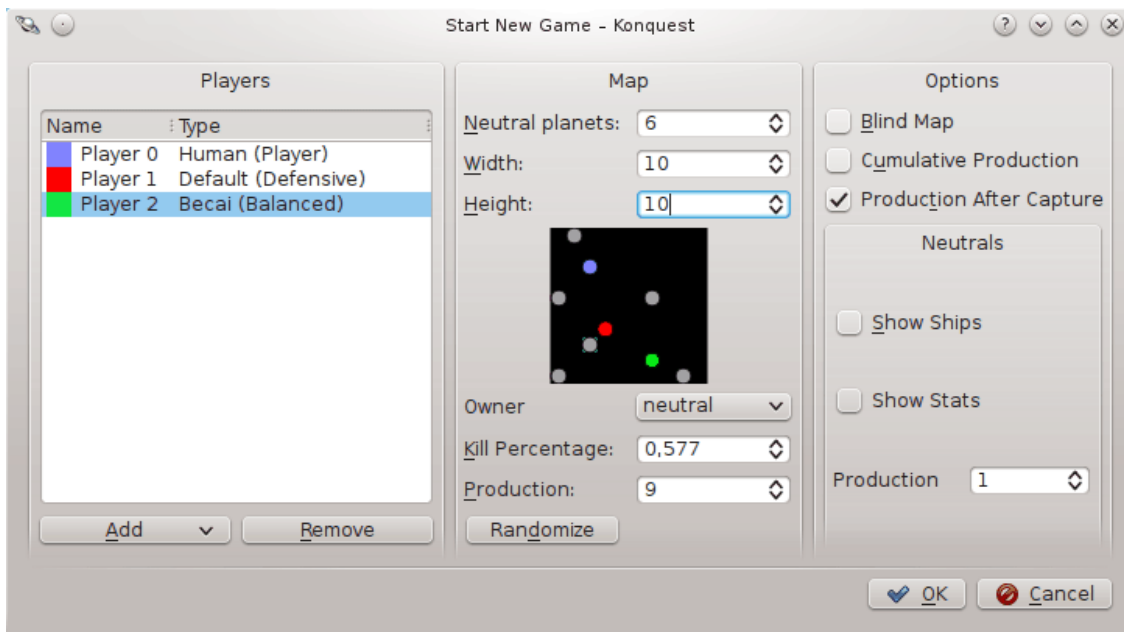 Start New Game – Konquest
Players
Name Type
Player 0 Human (Player)
Player 1 Default (Defensive)
Player 2 Becai (Balanced)
Add
Remove
Map
Neutral planets: 6
Width: 10
Height: 10
Owner neutral
Kill Percentage: 0,577
Production: 9
Randomize
Options
Blind Map
Cumulative Production
Production After Capture
Neutrals
Show Ships
Show Stats
Production 1
OK
Cancel